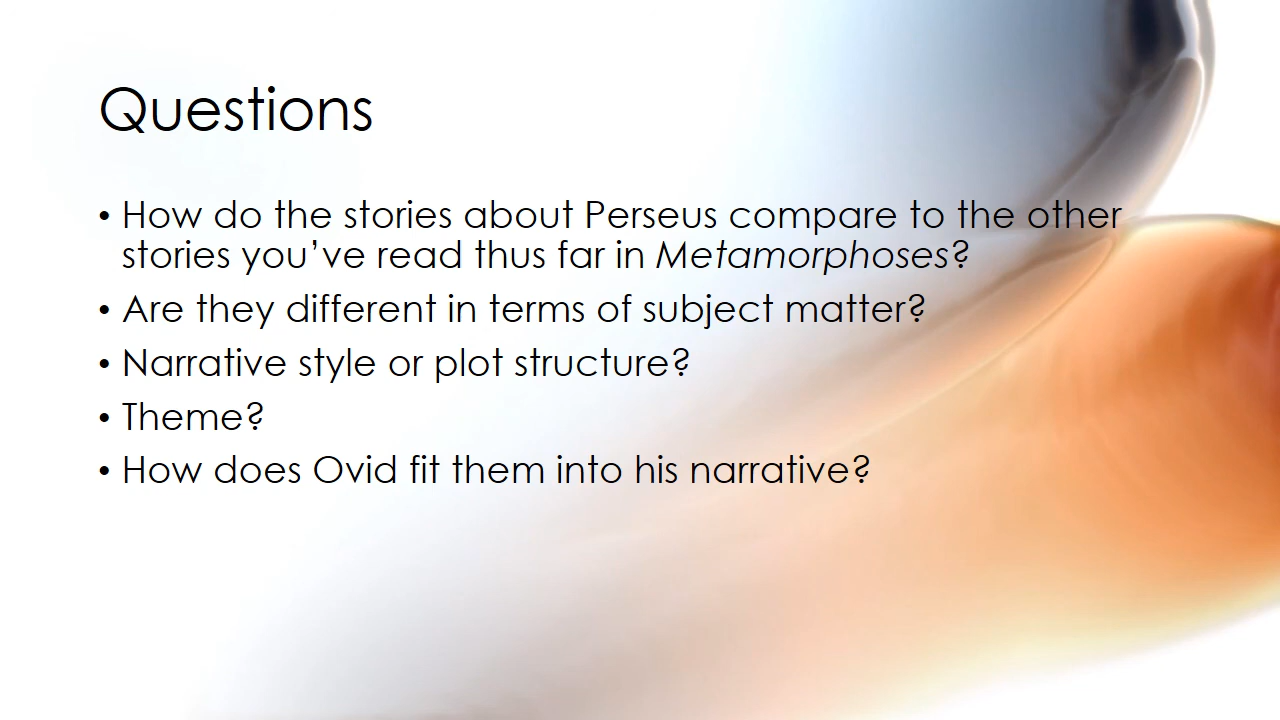 Questions
• How do the stories about Perseus compare to the other
stories you’ve read thus far in Metamorphoses?
• Are they different in terms of subject matter?
• Narrative style or plot structure?
• Theme?
• How does Ovid fit them into his narrative?